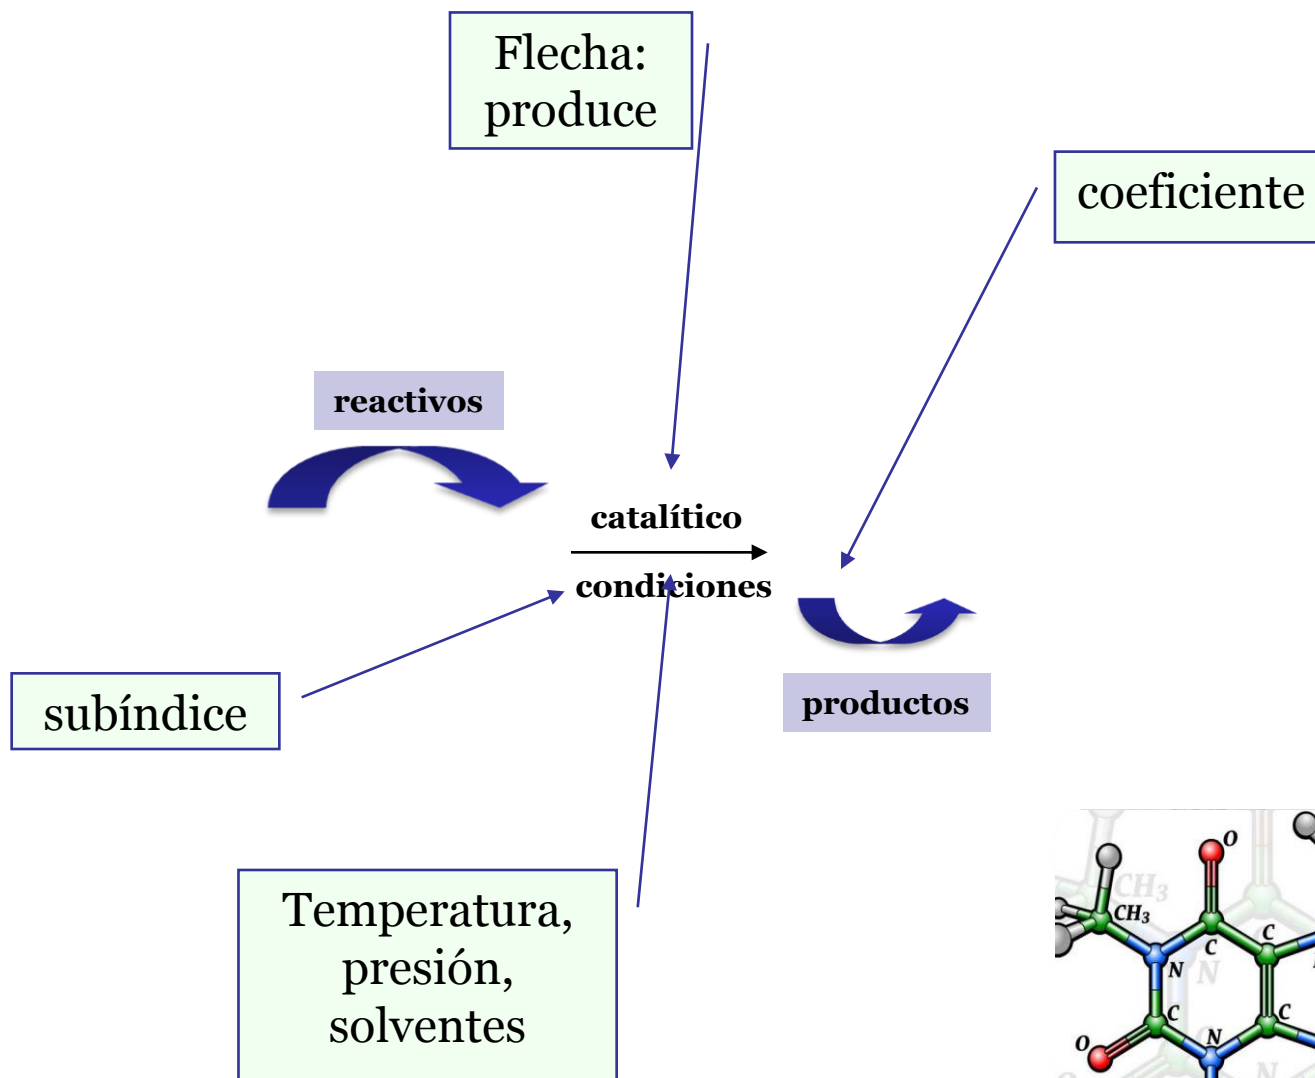 Flecha:
produce
coeficiente
reactivos
catalítico
condiciones
subíndice
productos
Temperatura,
presión,
solventes
O
CH₃
CH₃
C
C
N
N
C
C
O
N
N
O